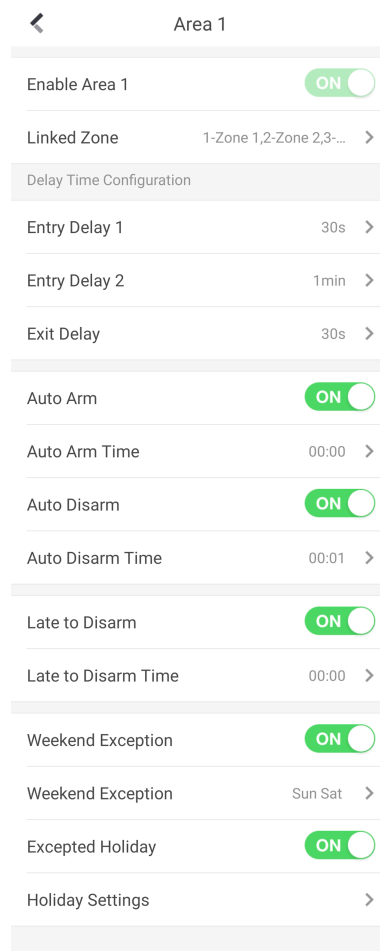 Area 1
Enable Area 1 ON
Linked Zone 1-Zone 1,2-Zone 2,3-...
Delay Time Configuration
Entry Delay 1 30s
Entry Delay 2 1min
Exit Delay 30s
Auto Arm ON
Auto Arm Time 00:00
Auto Disarm ON
Auto Disarm Time 00:01
Late to Disarm ON
Late to Disarm Time 00:00
Weekend Exception ON
Weekend Exception Sun Sat
Excepted Holiday ON
Holiday Settings